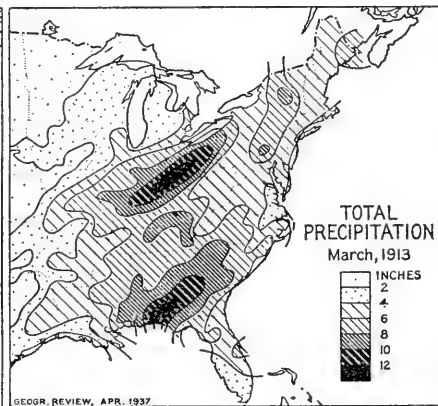 TOTAL
PRECIPITATION
March, 1913
INCHES
2
4
6
8
10
12
GEOGR. REVIEW, APR. 1937